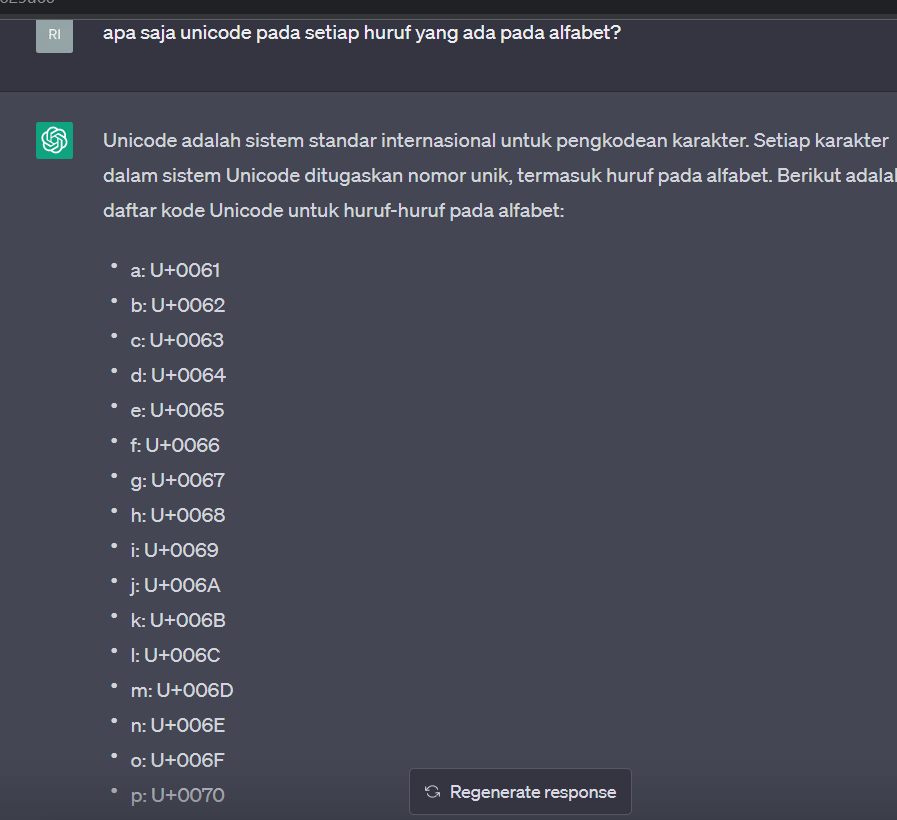 RI
apa saja unicode pada setiap huruf yang ada pada alfabet?
Unicode adalah sistem standar internasional untuk pengkodean karakter. Setiap karakter
dalam sistem Unicode ditugaskan nomor unik, termasuk huruf pada alfabet. Berikut
daftar kode Unicode untuk huruf-huruf pada alfabet:
• a: U+0061
• b: U+0062
• c: U+0063
• d: U+0064
• e: U+0065
• f: U+0066
• g: U+0067
• h: U+0068
• i: U+0069
• j: U+006A
• k: U+006B
• l: U+006C
• m: U+006D
• n: U+006E
• o: U+006F
• p: U+0070
Regenerate response